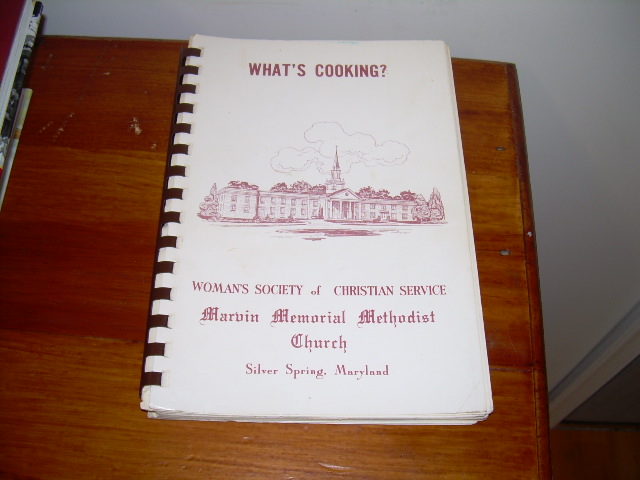 WHAT'S COOKING?
WOMAN'S SOCIETY of CHRISTIAN SERVICE
Marvin Memorial Methodist
Church
Silver Spring, Maryland